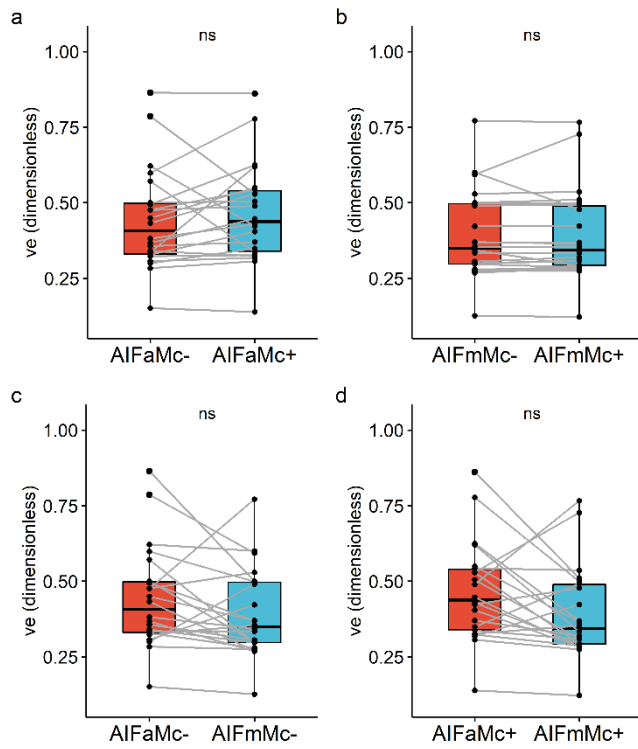 a
ns
ve (dimensionless)
1.00
0.75
0.50
0.25
AIFaMc- AIFaMc+
b
ns
ve (dimensionless)
1.00
0.75
0.50
0.25
AIFmMc- AIFmMc+
c
ns
ve (dimensionless)
1.00
0.75
0.50
0.25
AIFaMc- AIFmMc-
d
ns
ve (dimensionless)
1.00
0.75
0.50
0.25
AIFaMc+ AIFmMc+